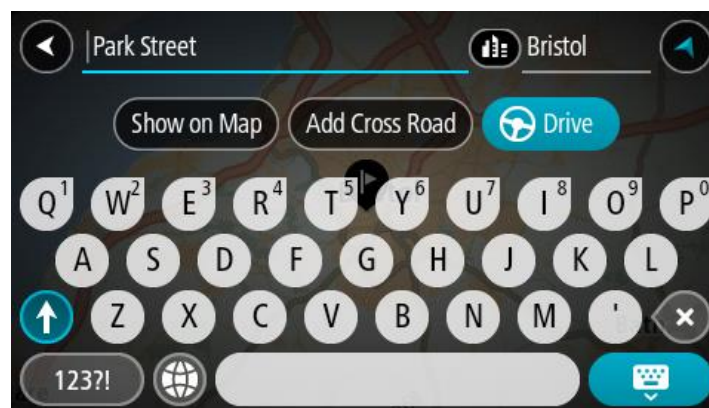 Park Street Bristol
Show on Map Add Cross Road Drive
Q1 W2 E3 R4 T5 Y6 U7 I8 O9 P0
A S D F G H J K L
Z X C V B N M '
123?!